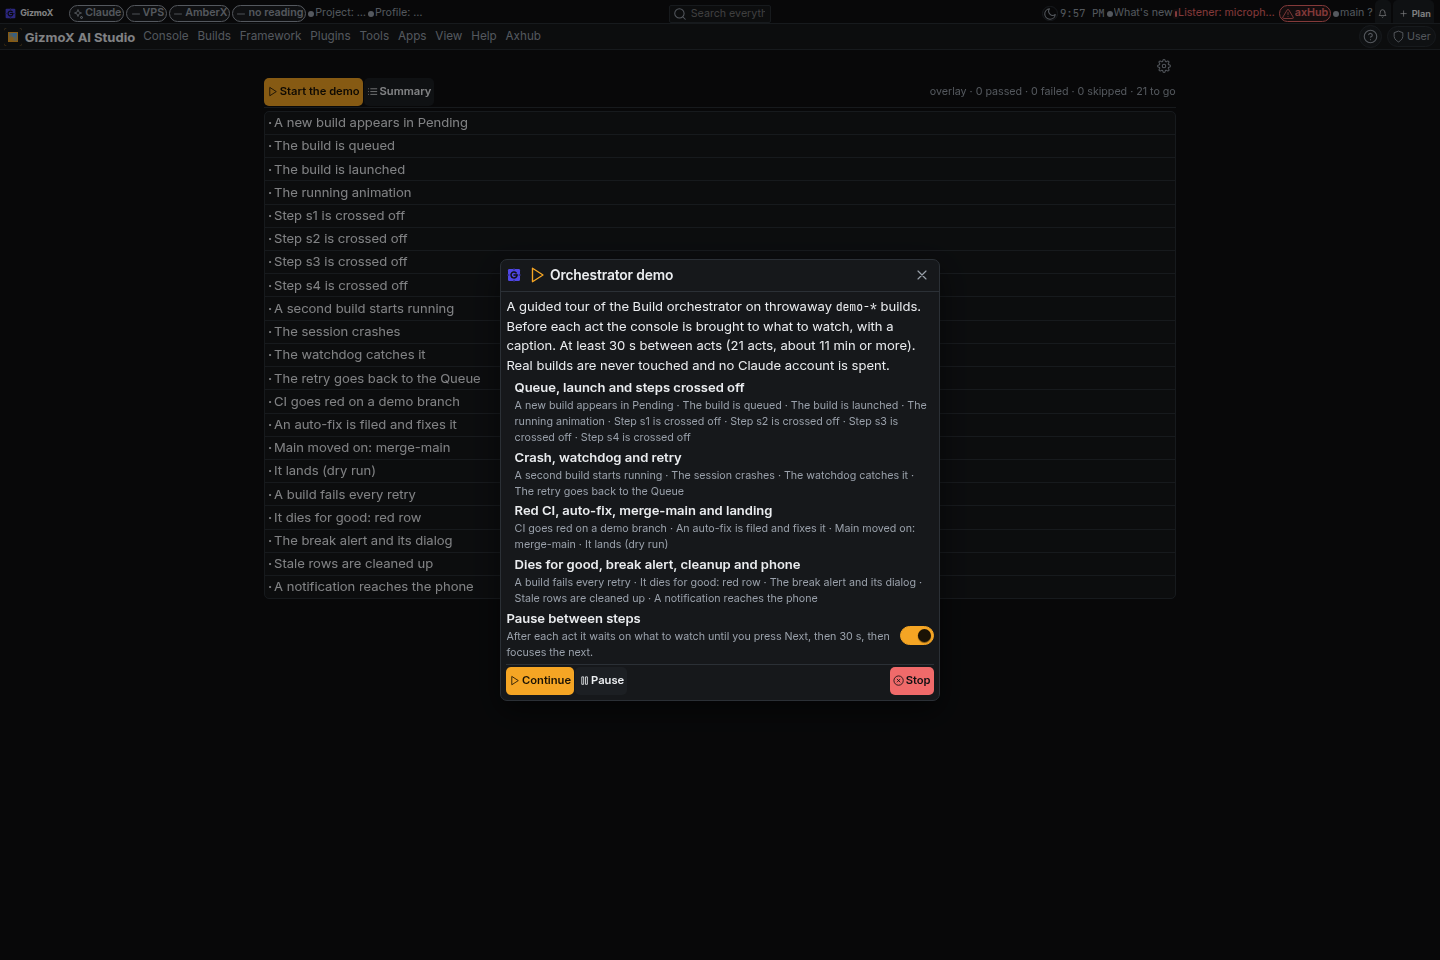 GizmoX Claude VPS AmberX no reading Project: ... Profile: ... Search everytl 9:57 PM What's new Listener: microph... axHub main ? Plan
GizmoX AI Studio Console Builds Framework Plugins Tools Apps View Help Axhub User
Start the demo Summary overlay · 0 passed · 0 failed · 0 skipped · 21 to go
· A new build appears in Pending
· The build is queued
· The build is launched
· The running animation
· Step s1 is crossed off
· Step s2 is crossed off
· Step s3 is crossed off
· Step s4 is crossed off
· A second build starts running
· The session crashes
· The watchdog catches it
· The retry goes back to the Queue
· CI goes red on a demo branch
· An auto-fix is filed and fixes it
· Main moved on: merge-main
· It lands (dry run)
· A build fails every retry
· It dies for good: red row
· The break alert and its dialog
· Stale rows are cleaned up
· A notification reaches the phone
Orchestrator demo
A guided tour of the Build orchestrator on throwaway demo-* builds.
Before each act the console is brought to what to watch, with a
caption. At least 30 s between acts (21 acts, about 11 min or more).
Real builds are never touched and no Claude account is spent.
Queue, launch and steps crossed off
A new build appears in Pending · The build is queued · The build is launched · The
running animation · Step s1 is crossed off · Step s2 is crossed off · Step s3 is
crossed off · Step s4 is crossed off
Crash, watchdog and retry
A second build starts running · The session crashes · The watchdog catches it ·
The retry goes back to the Queue
Red CI, auto-fix, merge-main and landing
CI goes red on a demo branch · An auto-fix is filed and fixes it · Main moved on:
merge-main · It lands (dry run)
Dies for good, break alert, cleanup and phone
A build fails every retry · It dies for good: red row · The break alert and its dialog ·
Stale rows are cleaned up · A notification reaches the phone
Pause between steps
After each act it waits on what to watch until you press Next, then 30 s, then
focuses the next.
Continue Pause Stop